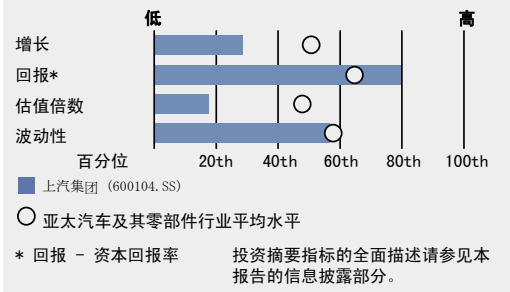 低 高
增长
回报*
估值倍数
波动性
百分位 20th 40th 60th 80th 100th
上汽集团 (600104.SS)
亚太汽车及其零部件行业平均水平
* 回报 - 资本回报率 投资摘要指标的全面描述请参见本
报告的信息披露部分。